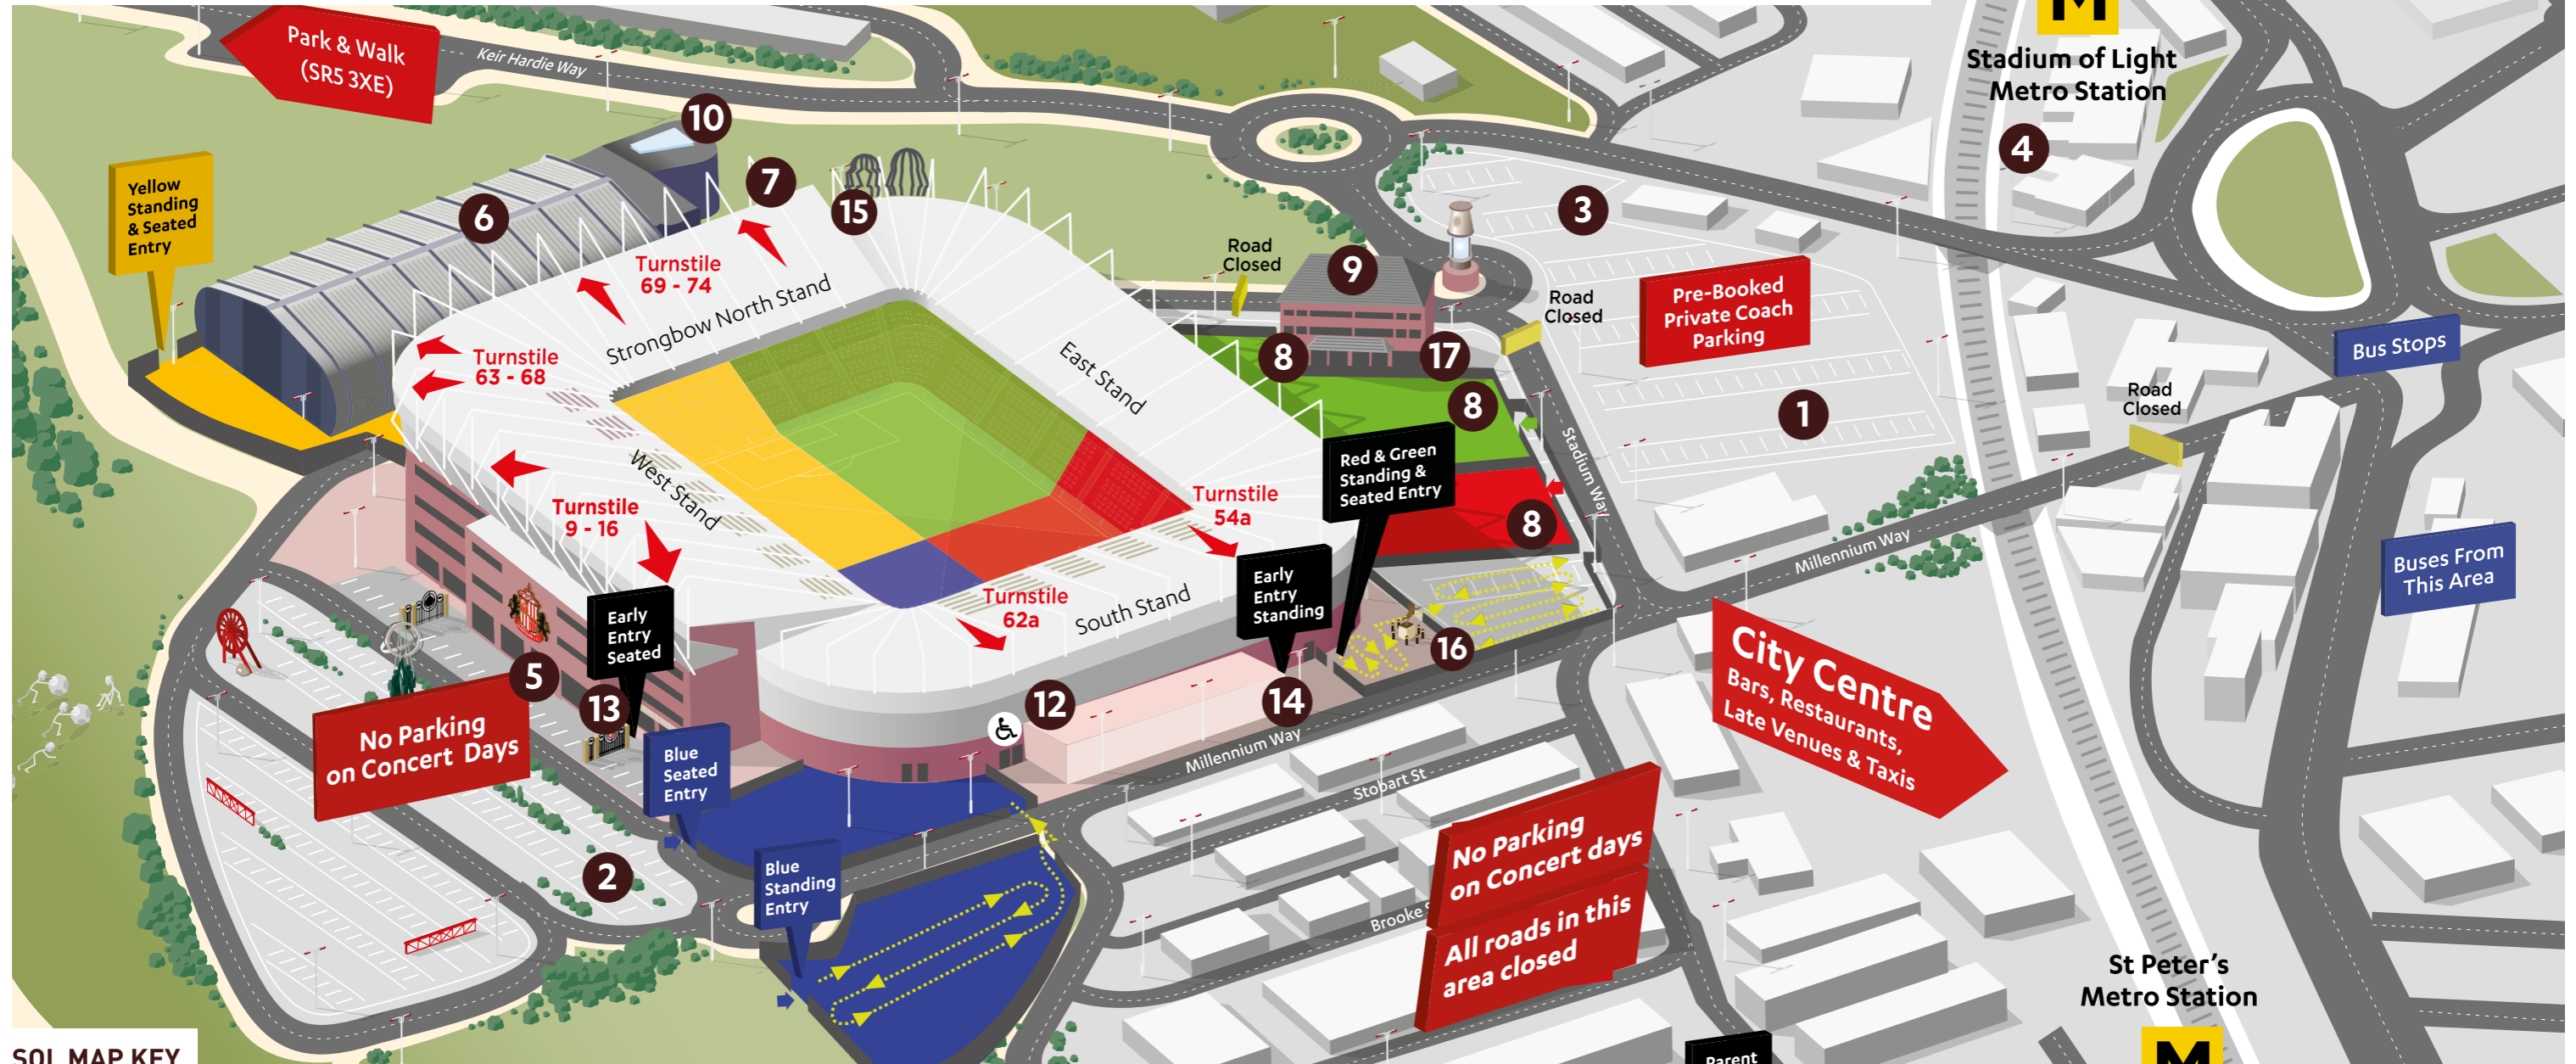 Park & Walk
(SR5 3XE)
Keir Hardie Way
M
Stadium of Light
Metro Station
4
10
7
15
6
3
Yellow
Standing
& Seated
Entry
Turnstile
69 - 74
Strongbow North Stand
Road
Closed
9
Road
Closed
Pre-Booked
Private Coach
Parking
Bus Stops
Turnstile
63 - 68
East Stand
8
17
8
1
Road
Closed
West Stand
Red & Green
Standing &
Seated Entry
Stadium Way
Turnstile
9 - 16
Turnstile
54a
8
Millennium Way
Buses From
This Area
Early
Entry
Seated
Turnstile
62a
South Stand
Early
Entry
Standing
16
City Centre
Bars, Restaurants,
Late Venues & Taxis
5
13
12
14
No Parking
on Concert Days
Blue
Seated
Entry
Millennium Way
Stobart St
2
Blue
Standing
Entry
No Parking
on Concert days
Brooke
All roads in this
area closed
St Peter's
Metro Station
M
Parent
SOL MAP KEY